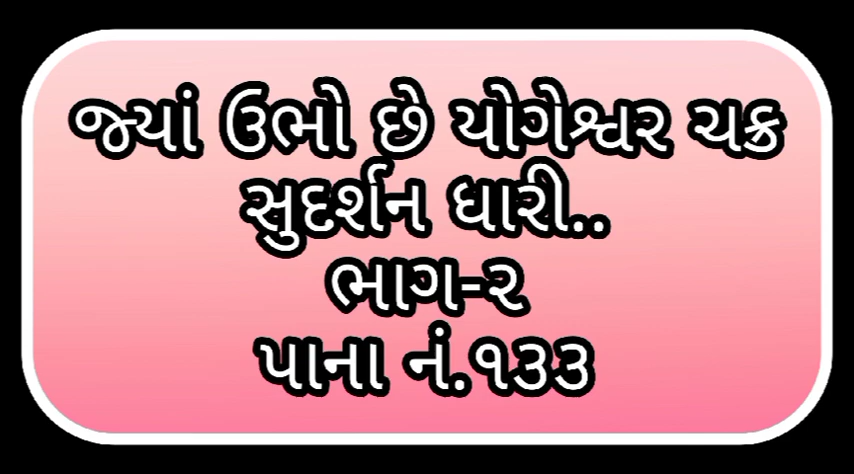 જ્યાં ઉભો છે યોગેશ્વર ચક્ર
સુદર્શન ધારી..
ભાગ-૨
પાના નં.૧૩૩